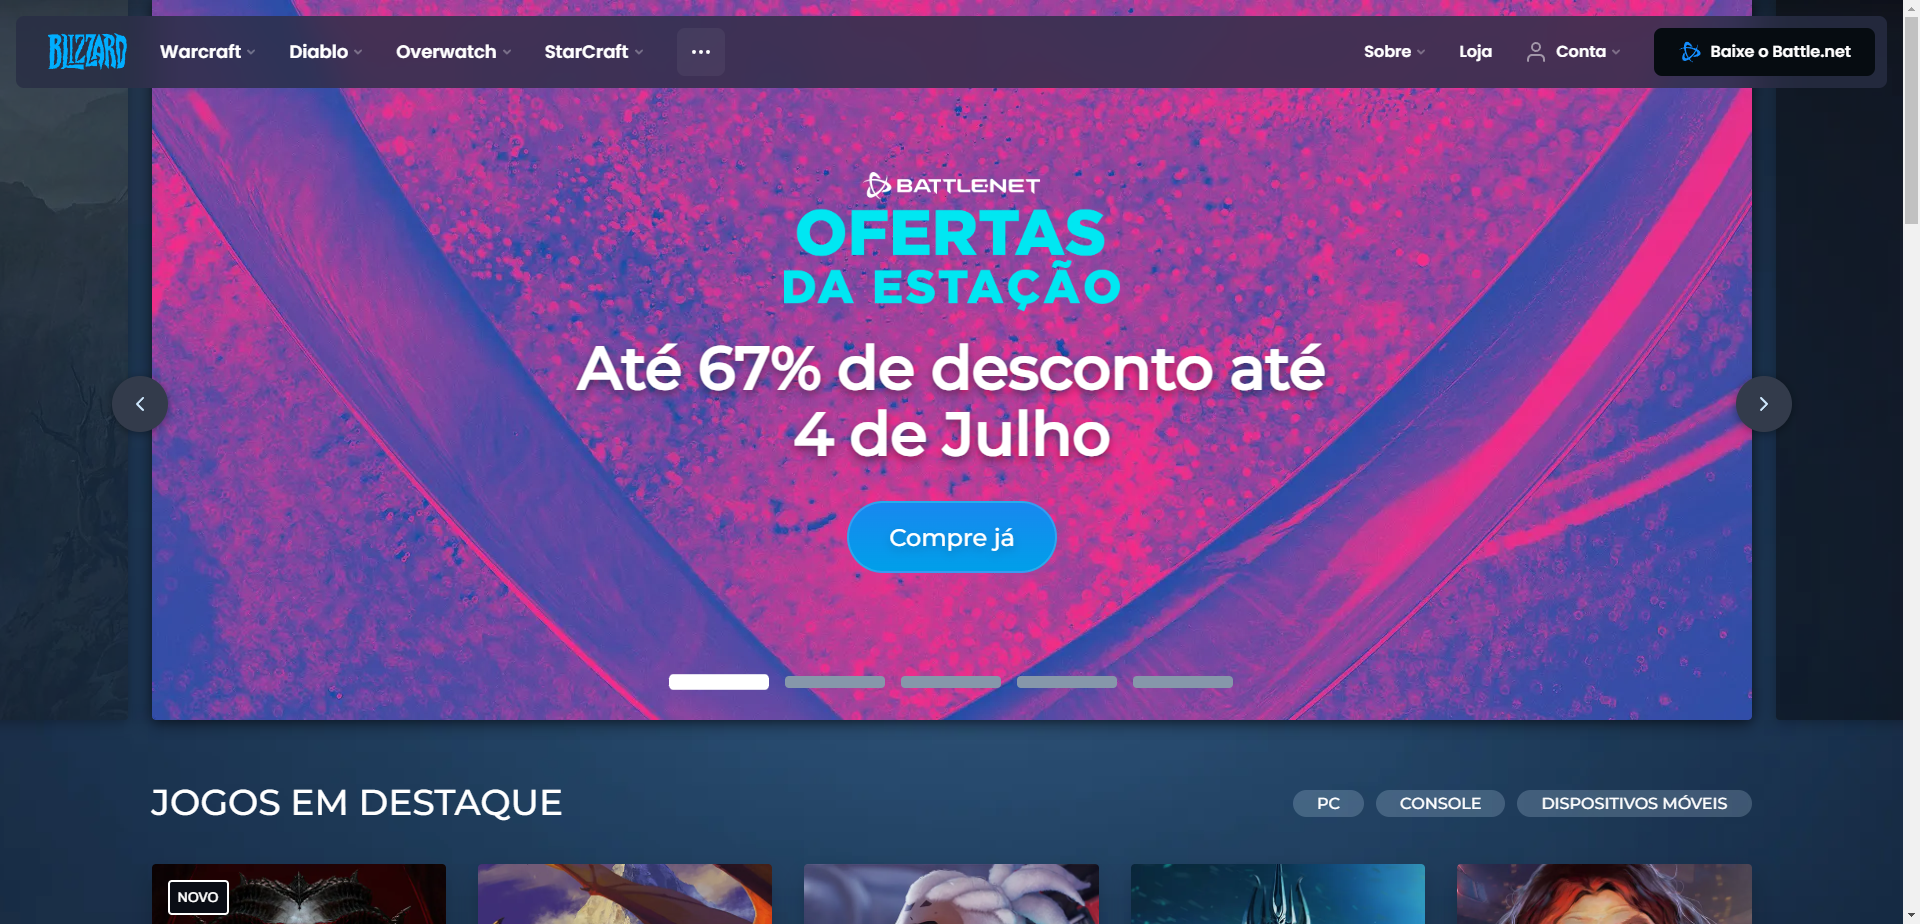 BLIZZARD
Warcraft
Diablo
Overwatch
StarCraft
Sobre
Loja
Conta
Baixe o Battle.net
BATTLE.NET
OFERTAS
DA ESTAÇÃO
Até 67% de desconto até
4 de Julho
Compre já
JOGOS EM DESTAQUE
PC
CONSOLE
DISPOSITIVOS MÓVEIS
NOVO